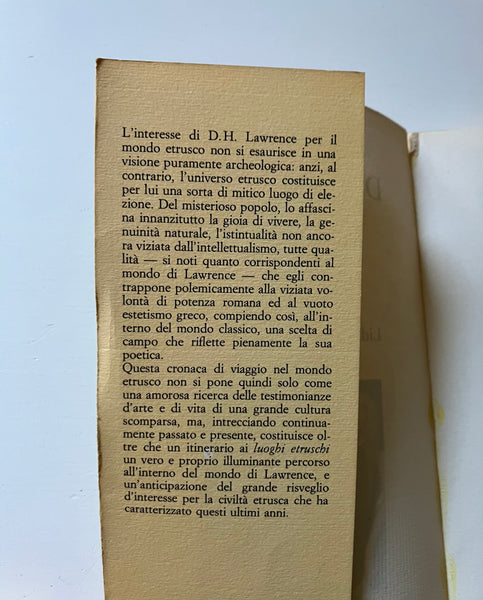 L'interesse di D.H. Lawrence per il
mondo etrusco non si esaurisce in una
visione puramente archeologica: anzi, al
contrario, l'universo etrusco costituisce
per lui una sorta di mitico luogo di ele-
zione. Del misterioso popolo, lo affasci-
na innanzitutto la gioia di vivere, la ge-
nuinità naturale, l'istintualità non anco-
ra viziata dall'intellettualismo, tutte qua-
lità — si noti quanto corrispondenti al
mondo di Lawrence — che egli con-
trappone polemicamente alla viziata vo-
lontà di potenza romana ed al vuoto
estetismo greco, compiendo così, all'in-
terno del mondo classico, una scelta di
campo che riflette pienamente la sua
poetica.
Questa cronaca di viaggio nel mondo
etrusco non si pone quindi solo come
una amorosa ricerca delle testimonianze
d'arte e di vita di una grande cultura
scomparsa, ma, intrecciando continua-
mente passato e presente, costituisce ol-
tre che un itinerario ai luoghi etruschi
un vero e proprio illuminante percorso
all'interno del mondo di Lawrence, e
un'anticipazione del grande risveglio
d'interesse per la civiltà etrusca che ha
caratterizzato questi ultimi anni.